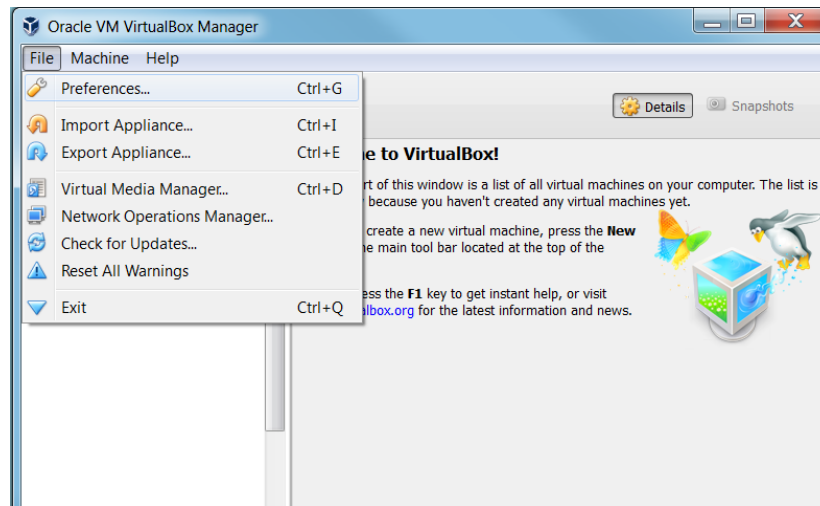 Oracle VM VirtualBox Manager
File Machine Help
Preferences... Ctrl+G
Import Appliance... Ctrl+I
Export Appliance... Ctrl+E
Virtual Media Manager... Ctrl+D
Network Operations Manager...
Check for Updates...
Reset All Warnings
Exit Ctrl+Q
Details Snapshots
e to VirtualBox!
rt of this window is a list of all virtual machines on your computer. The list is
because you haven't created any virtual machines yet.
create a new virtual machine, press the New
e main tool bar located at the top of the
ess the F1 key to get instant help, or visit
albox.org for the latest information and news.